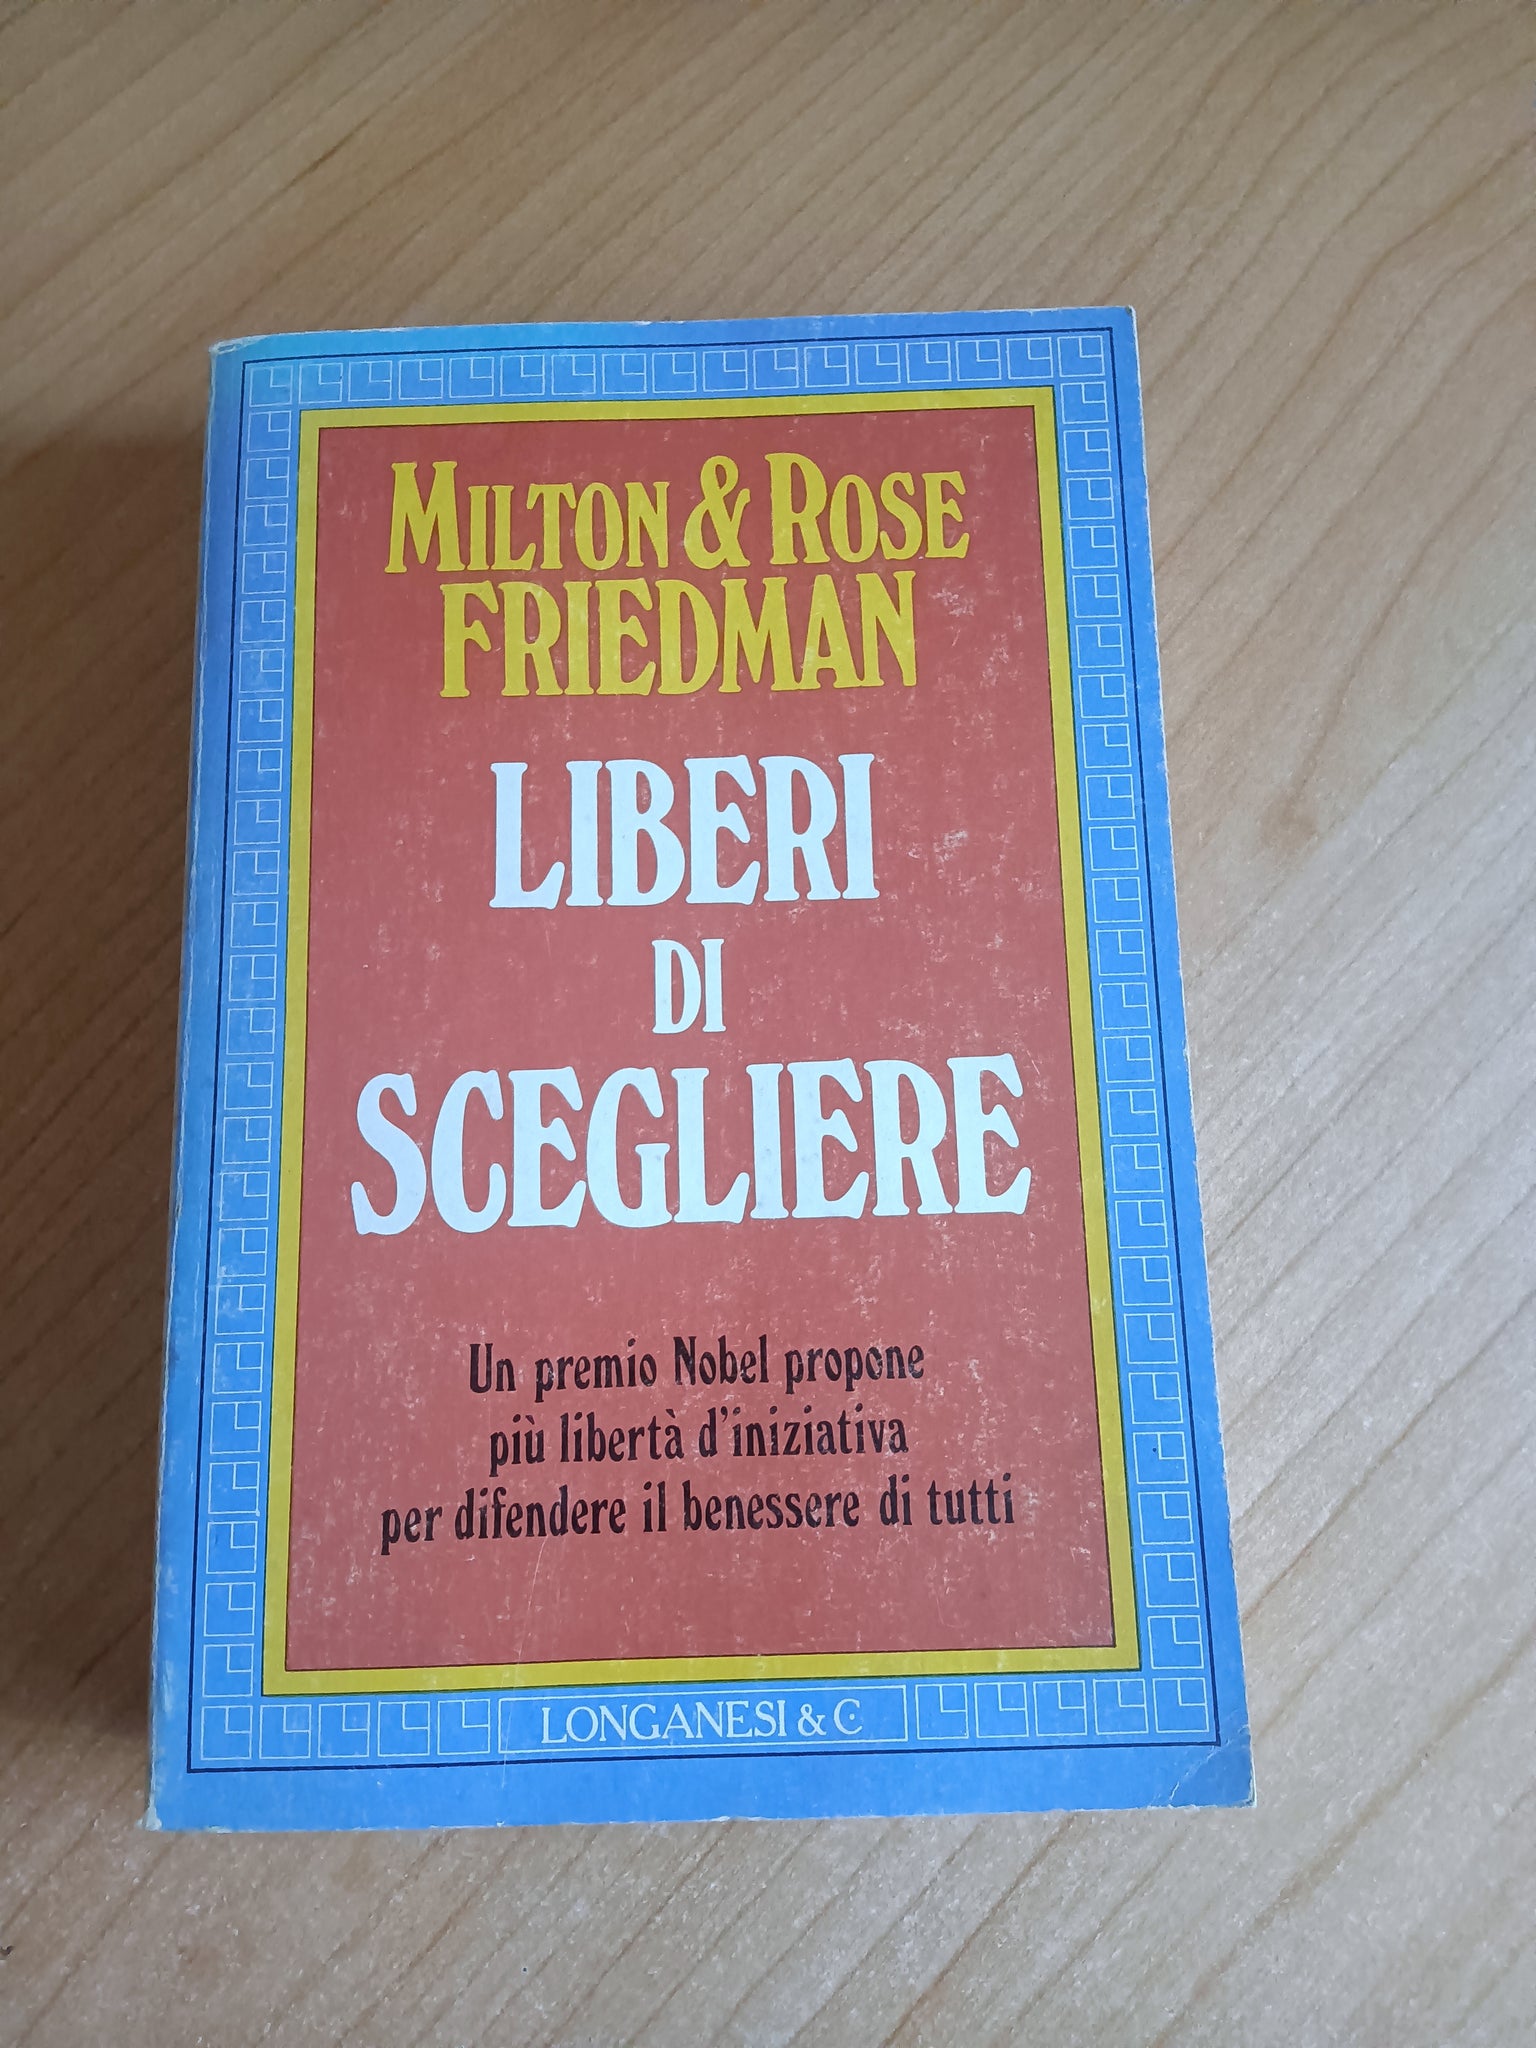 MILTON & ROSE
FRIEDMAN
LIBERI
DI
SCEGLIERE
Un premio Nobel propone
più libertà d'iniziativa
per difendere il benessere di tutti
LONGANESI & C.